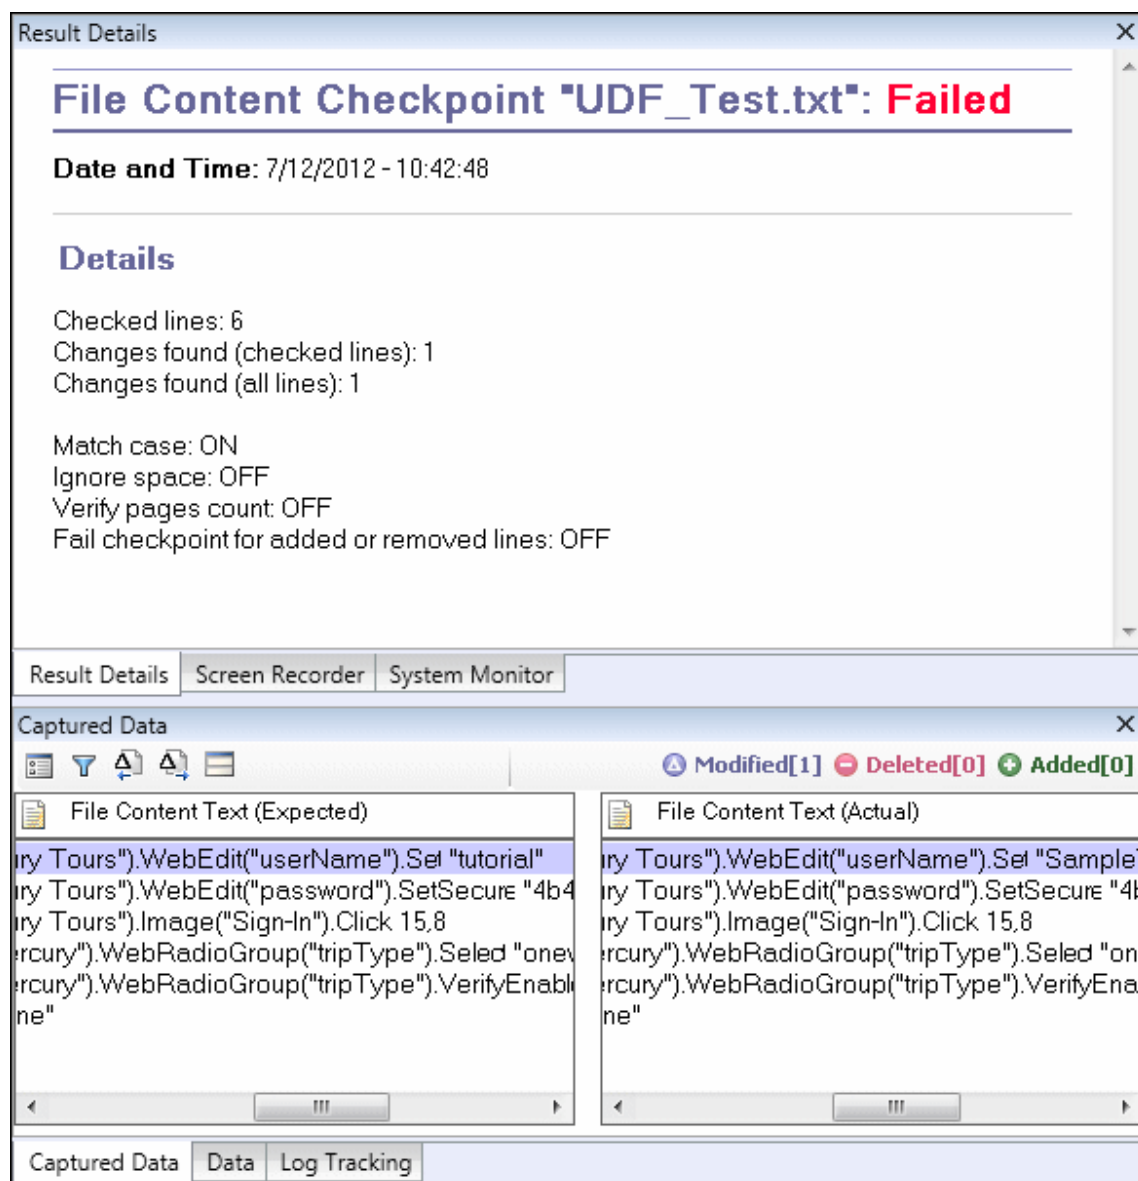 Result Details
File Content Checkpoint "UDF_Test.txt": Failed
Date and Time: 7/12/2012 - 10:42:48
Details
Checked lines: 6
Changes found (checked lines): 1
Changes found (all lines): 1
Match case: ON
Ignore space: OFF
Verify pages count: OFF
Fail checkpoint for added or removed lines: OFF
Result Details Screen Recorder System Monitor
Captured Data
Modified[1] Deleted[0] Added[0]
File Content Text (Expected)
ry Tours").WebEdit("userName").Set "tutorial"
ry Tours").WebEdit("password").SetSecure "4b4
ry Tours").Image("Sign-In").Click 15,8
rcury").WebRadioGroup("tripType").Select "onew
rcury").WebRadioGroup("tripType").VerifyEnabl
ne"
File Content Text (Actual)
ry Tours").WebEdit("userName").Set "Sample
ry Tours").WebEdit("password").SetSecure "4
ry Tours").Image("Sign-In").Click 15,8
rcury").WebRadioGroup("tripType").Select "on
rcury").WebRadioGroup("tripType").VerifyEna
ne"
Captured Data Data Log Tracking